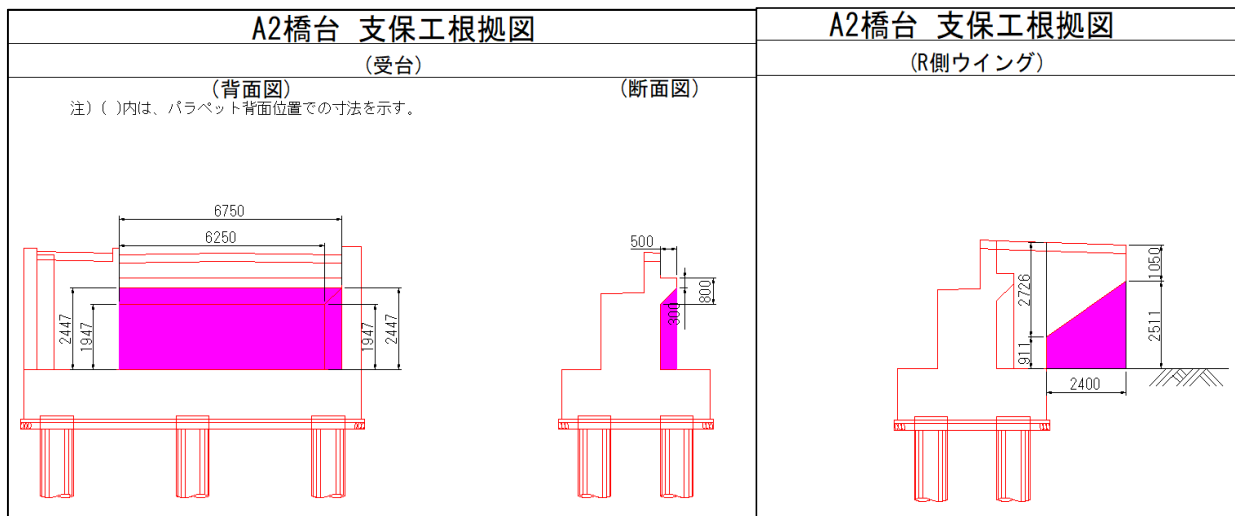 A2橋台 支保工根拠図
(受台)
(背面図)
(断面図)
注）( )内は、パラペット背面位置での寸法を示す。
6750
6250
2447
1947
1947
2447
500
800
300
A2橋台 支保工根拠図
(R側ウイング)
2726
911
1050
2511
2400